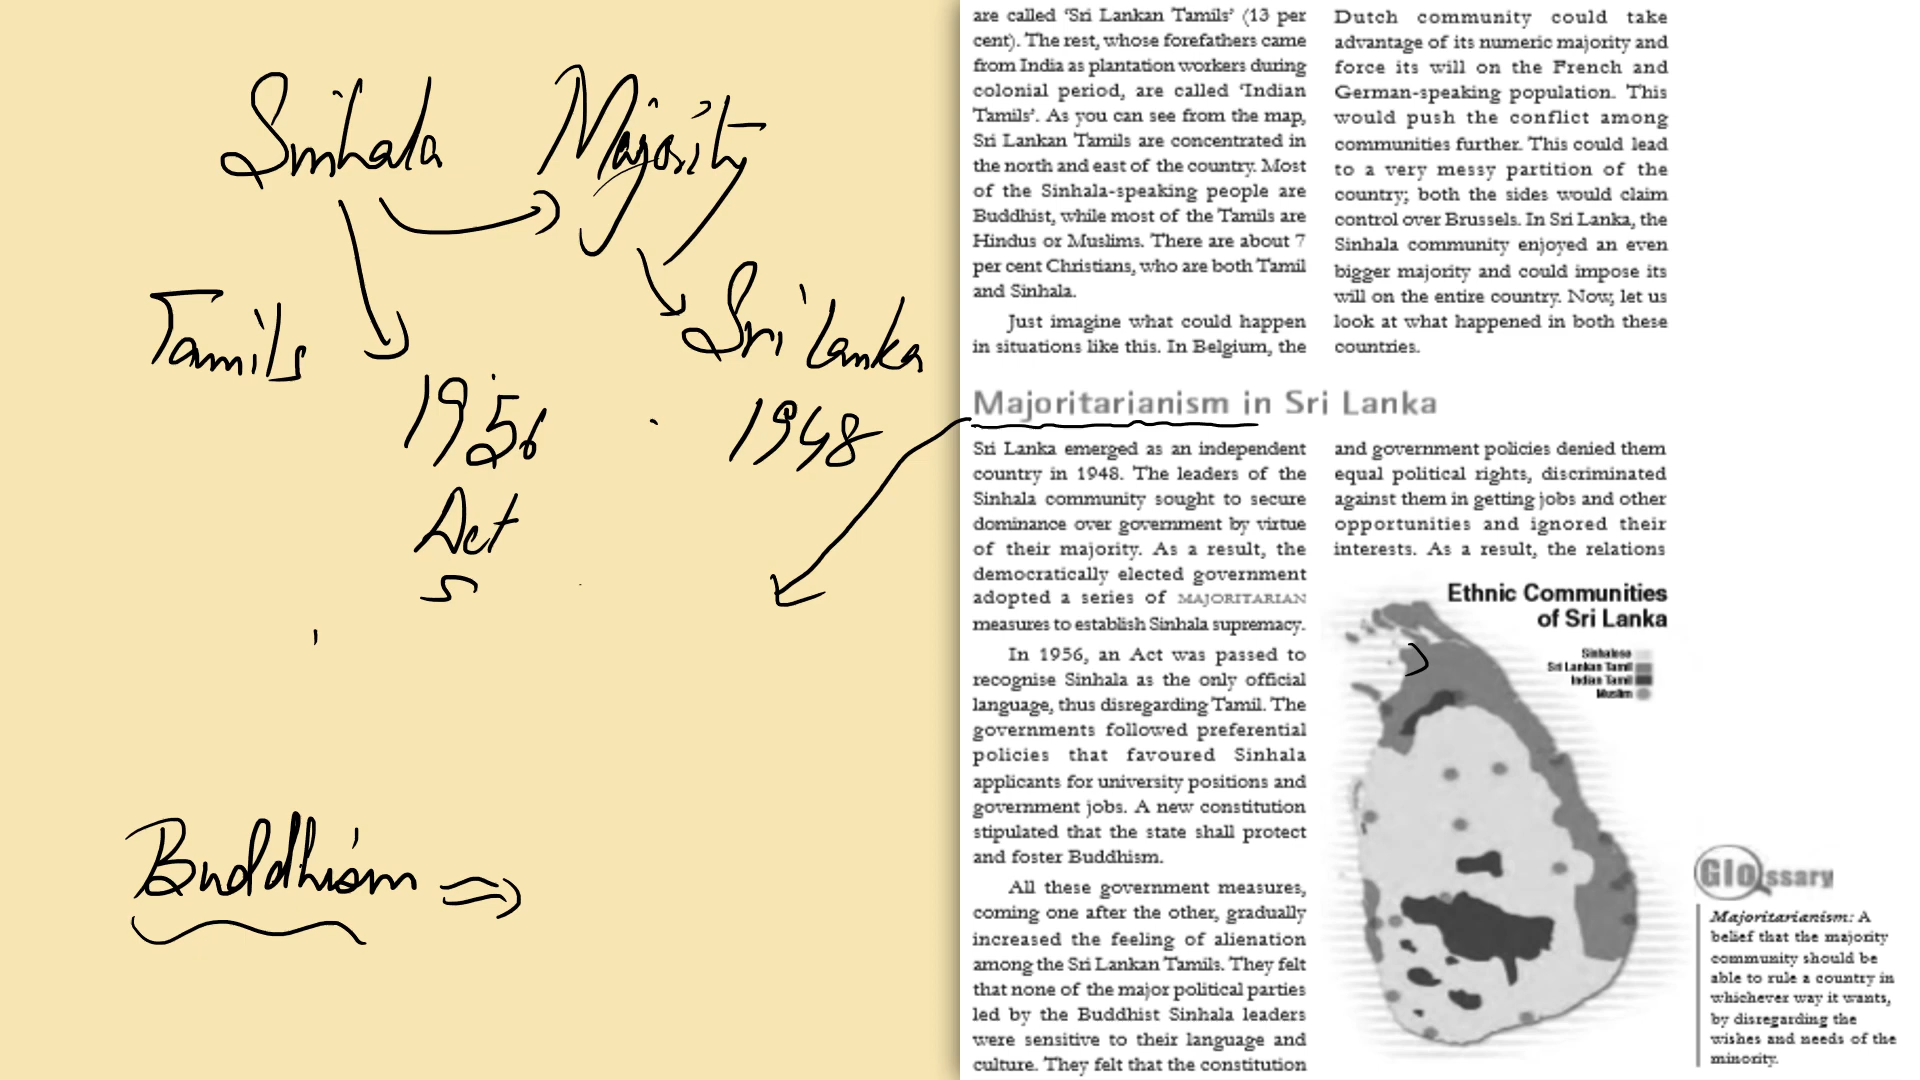 Sinhala Majority
Tamils
Sri Lanka
1956
1948
Act
Buddhism
are called ‘Sri Lankan Tamils’ (13 per
cent). The rest, whose forefathers came
from India as plantation workers during
colonial period, are called ‘Indian
Tamils’. As you can see from the map,
Sri Lankan Tamils are concentrated in
the north and east of the country. Most
of the Sinhala-speaking people are
Buddhist, while most of the Tamils are
Hindus or Muslims. There are about 7
per cent Christians, who are both Tamil
and Sinhala.
Just imagine what could happen
in situations like this. In Belgium, the
Dutch community could take
advantage of its numeric majority and
force its will on the French and
German-speaking population. This
would push the conflict among
communities further. This could lead
to a very messy partition of the
country; both the sides would claim
control over Brussels. In Sri Lanka, the
Sinhala community enjoyed an even
bigger majority and could impose its
will on the entire country. Now, let us
look at what happened in both these
countries.
Majoritarianism in Sri Lanka
Sri Lanka emerged as an independent
country in 1948. The leaders of the
Sinhala community sought to secure
dominance over government by virtue
of their majority. As a result, the
democratically elected government
adopted a series of MAJORITARIAN
measures to establish Sinhala supremacy.
In 1956, an Act was passed to
recognise Sinhala as the only official
language, thus disregarding Tamil. The
governments followed preferential
policies that favoured Sinhala
applicants for university positions and
government jobs. A new constitution
stipulated that the state shall protect
and foster Buddhism.
All these government measures,
coming one after the other, gradually
increased the feeling of alienation
among the Sri Lankan Tamils. They felt
that none of the major political parties
led by the Buddhist Sinhala leaders
were sensitive to their language and
culture. They felt that the constitution
and government policies denied them
equal political rights, discriminated
against them in getting jobs and other
opportunities and ignored their
interests. As a result, the relations
Ethnic Communities
of Sri Lanka
Sinhalese
Sri Lankan Tamil
Indian Tamil
Muslim
Glossary
Majoritarianism: A
belief that the majority
community should be
able to rule a country in
whichever way it wants,
by disregarding the
wishes and needs of the
minority.